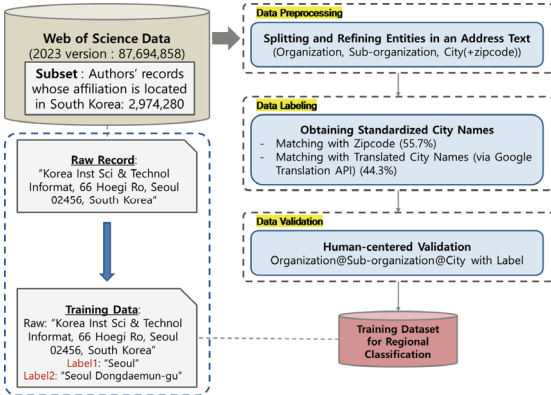 Web of Science Data
(2023 version : 87,694,858)
Subset : Authors' records
whose affiliation is located
in South Korea: 2,974,280
Raw Record:
"Korea Inst Sci & Technol
Informat, 66 Hoegi Ro, Seoul
02456, South Korea"
Training Data:
Raw: "Korea Inst Sci & Technol
Informat, 66 Hoegi Ro, Seoul
02456, South Korea"
Label1: "Seoul"
Label2: "Seoul Dongdaemun-gu"
Data Preprocessing
Splitting and Refining Entities in an Address Text
(Organization, Sub-organization, City(+zipcode))
Data Labeling
Obtaining Standardized City Names
- Matching with Zipcode (55.7%)
- Matching with Translated City Names (via Google
Translation API) (44.3%)
Data Validation
Human-centered Validation
Organization@Sub-organization@City with Label
Training Dataset
for Regional
Classification